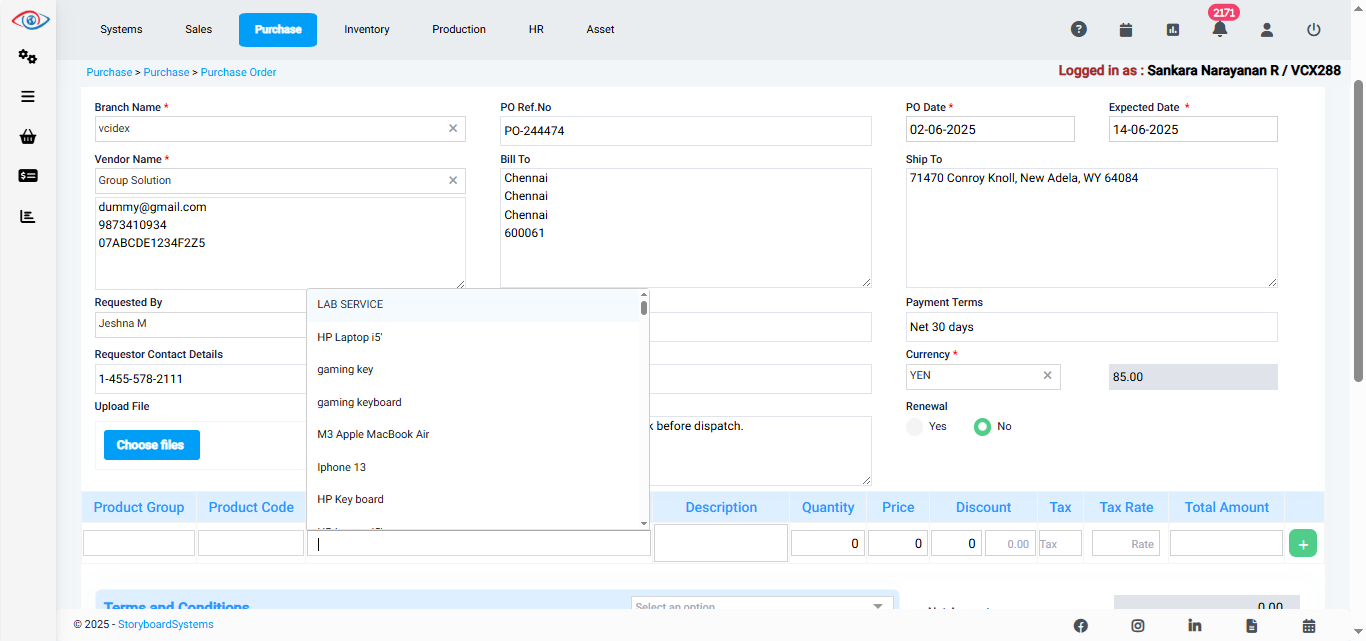 Systems Sales Purchase Inventory Production HR Asset 2171
Purchase > Purchase > Purchase Order
Logged in as : Sankara Narayanan R / VCX288
Branch Name *
vcidex ×
PO Ref.No
PO-244474
PO Date *
02-06-2025
Expected Date *
14-06-2025
Vendor Name *
Group Solution ×
dummy@gmail.com
9873410934
07ABCDE1234F2Z5
Bill To
Chennai
Chennai
Chennai
600061
Ship To
71470 Conroy Knoll, New Adela, WY 64084
Requested By
Jeshna M
Payment Terms
Net 30 days
Requestor Contact Details
1-455-578-2111
Currency *
YEN ×
85.00
Upload File
Choose files
before dispatch.
Renewal
Yes No
LAB SERVICE
HP Laptop i5'
gaming key
gaming keyboard
M3 Apple MacBook Air
Iphone 13
HP Key board
Product Group Product Code Description Quantity Price Discount Tax Tax Rate Total Amount
0 0 0 0.00 Tax Rate +
Terms and Conditions
Select an option
0.00
© 2025 - StoryboardSystems